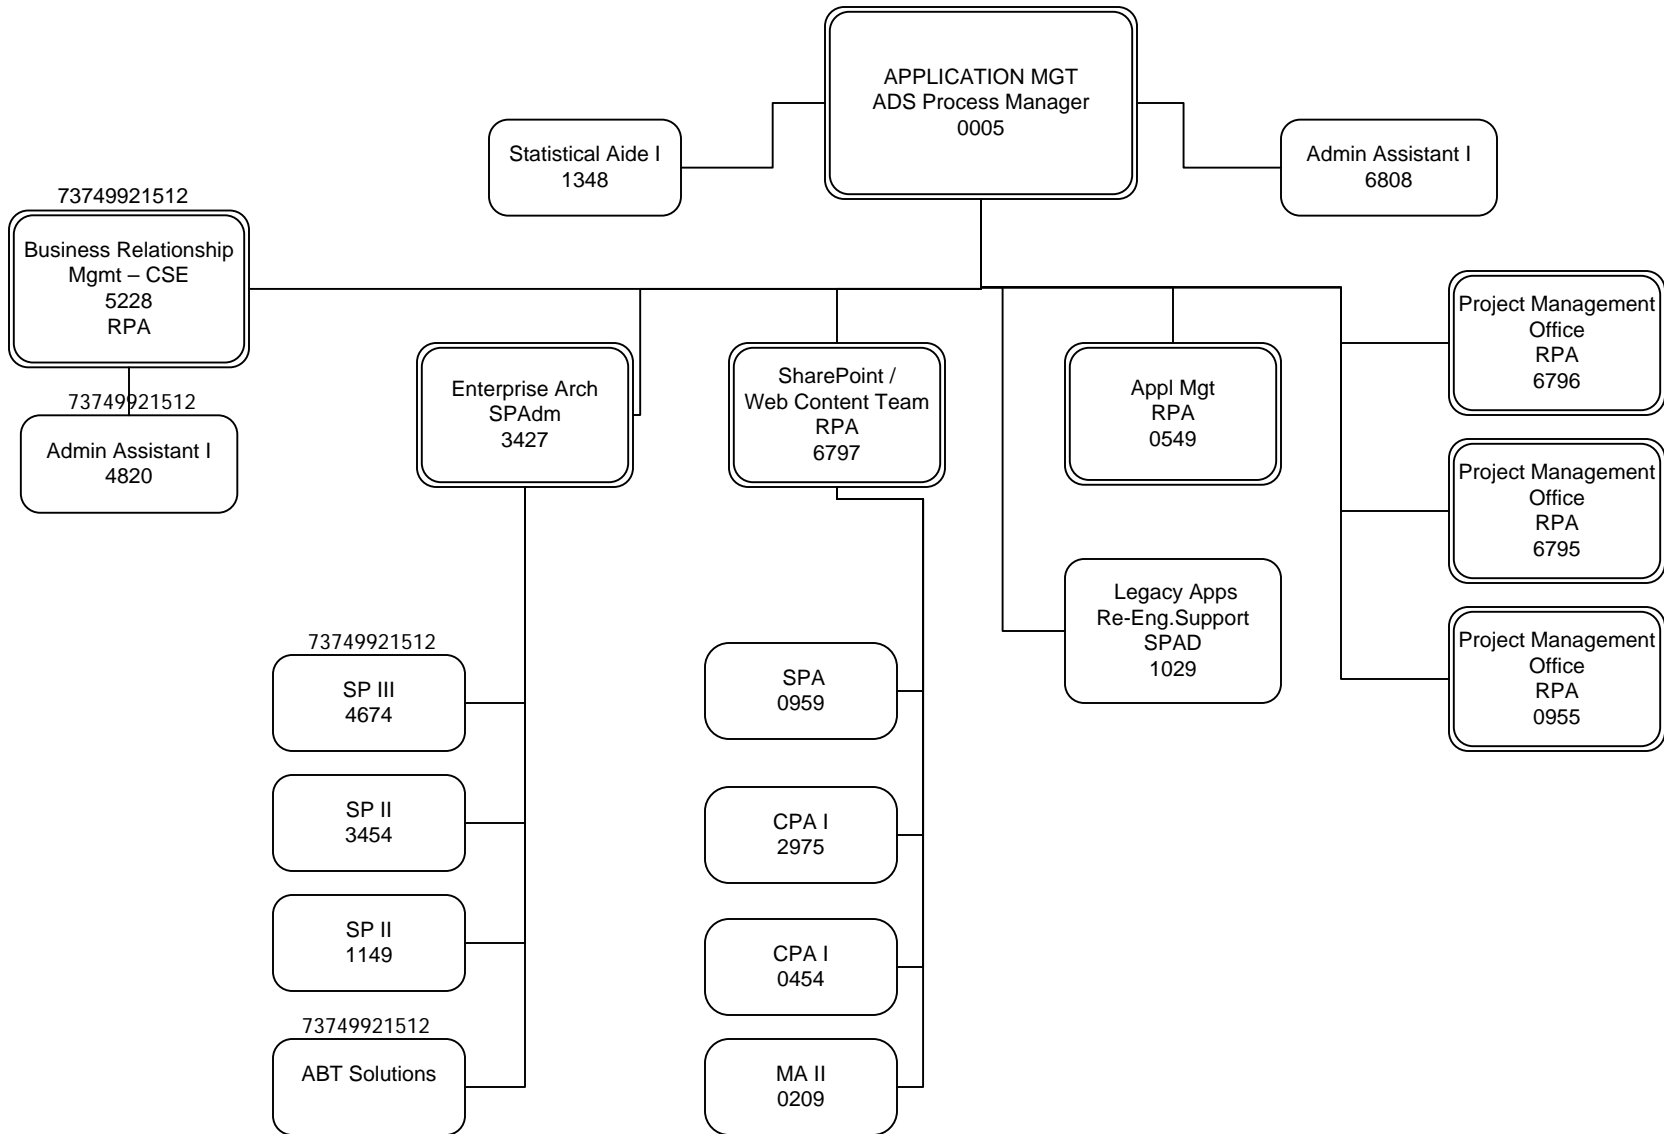 APPLICATION MGT
ADS Process Manager
0005
Statistical Aide I
1348
Admin Assistant I
6808
73749921512
Business Relationship
Mgmt – CSE
5228
RPA
73749921512
Admin Assistant I
4820
Enterprise Arch
SPAdm
3427
SharePoint /
Web Content Team
RPA
6797
Appl Mgt
RPA
0549
Project Management
Office
RPA
6796
Project Management
Office
RPA
6795
Project Management
Office
RPA
0955
Legacy Apps
Re-Eng.Support
SPAD
1029
73749921512
SP III
4674
SP II
3454
SP II
1149
73749921512
ABT Solutions
SPA
0959
CPA I
2975
CPA I
0454
MA II
0209